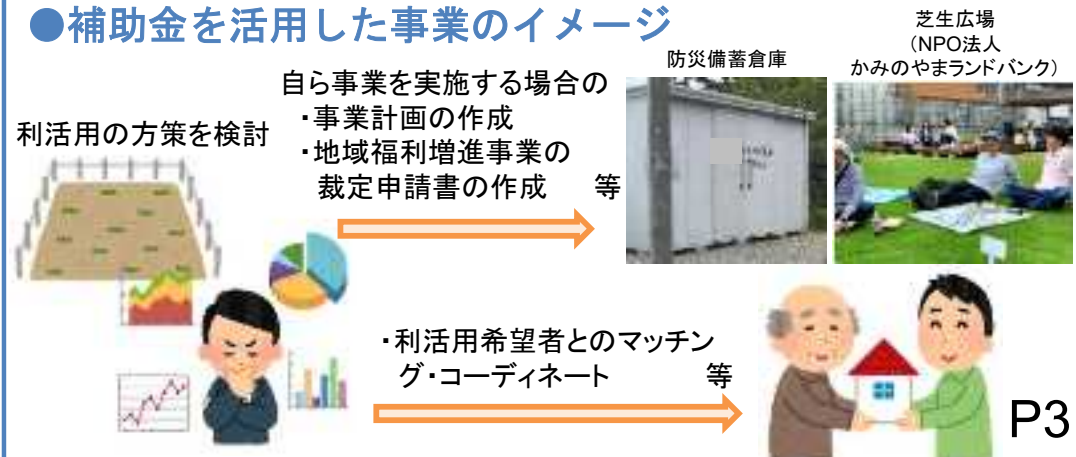 ●補助金を活用した事業のイメージ
利活用の方策を検討
自ら事業を実施する場合の
・事業計画の作成
・地域福利増進事業の
裁定申請書の作成　　等
防災備蓄倉庫
芝生広場
（NPO法人
かみのやまランドバンク）
・利活用希望者とのマッチン
グ・コーディネート　　　等
P3